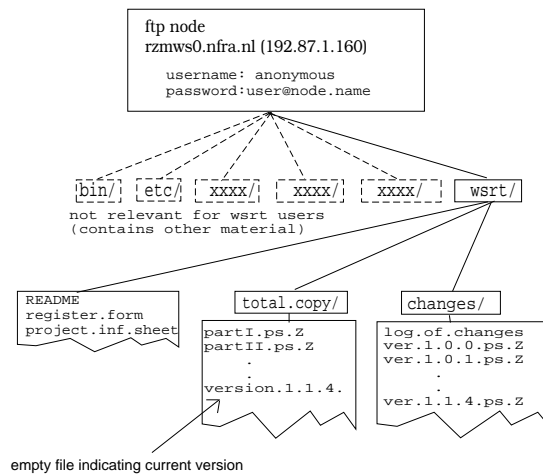 ftp node
rzmws0.nfra.nl (192.87.1.160)
username: anonymous
password:user@node.name
bin/ etc/ xxxx/ xxxx/ xxxx/ wsrt/
not relevant for wsrt users
(contains other material)
README
register.form
project.inf.sheet
total.copy/
partI.ps.Z
partII.ps.Z
.
.
version.1.1.4.
changes/
log.of.changes
ver.1.0.0.ps.Z
ver.1.0.1.ps.Z
.
.
ver.1.1.4.ps.Z
empty file indicating current version